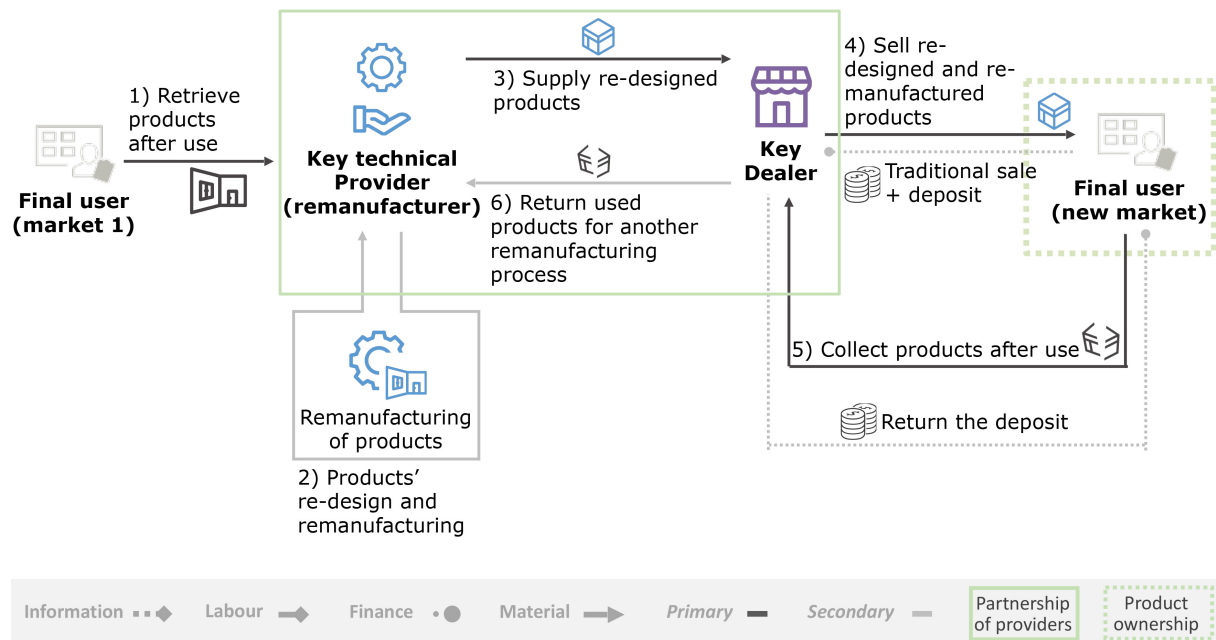 1) Retrieve
products
after use
Final user
(market 1)
Key technical
Provider
(remanufacturer)
3) Supply re-designed
products
6) Return used
products for another
remanufacturing
process
Key
Dealer
4) Sell re-
designed and re-
manufactured
products
Traditional sale
+ deposit
Final user
(new market)
5) Collect products after use
Return the deposit
Remanufacturing
of products
2) Products’
re-design and
remanufacturing
Information
Labour
Finance
Material
Primary
Secondary
Partnership
of providers
Product
ownership